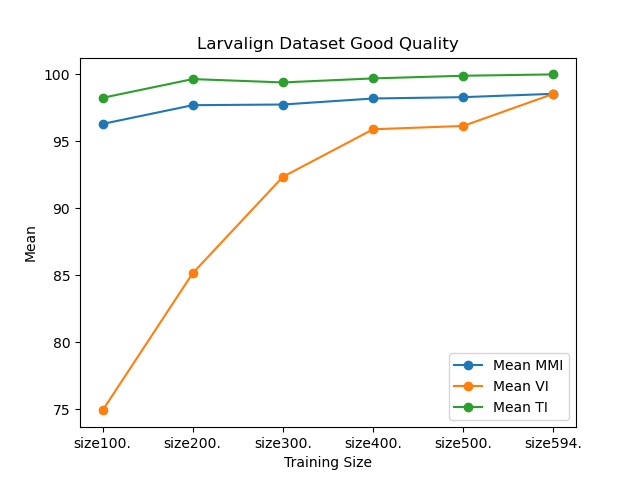 Larvalign Dataset Good Quality
Mean
100
95
90
85
80
75
Mean MMI
Mean VI
Mean TI
size100. size200. size300. size400. size500. size594.
Training Size